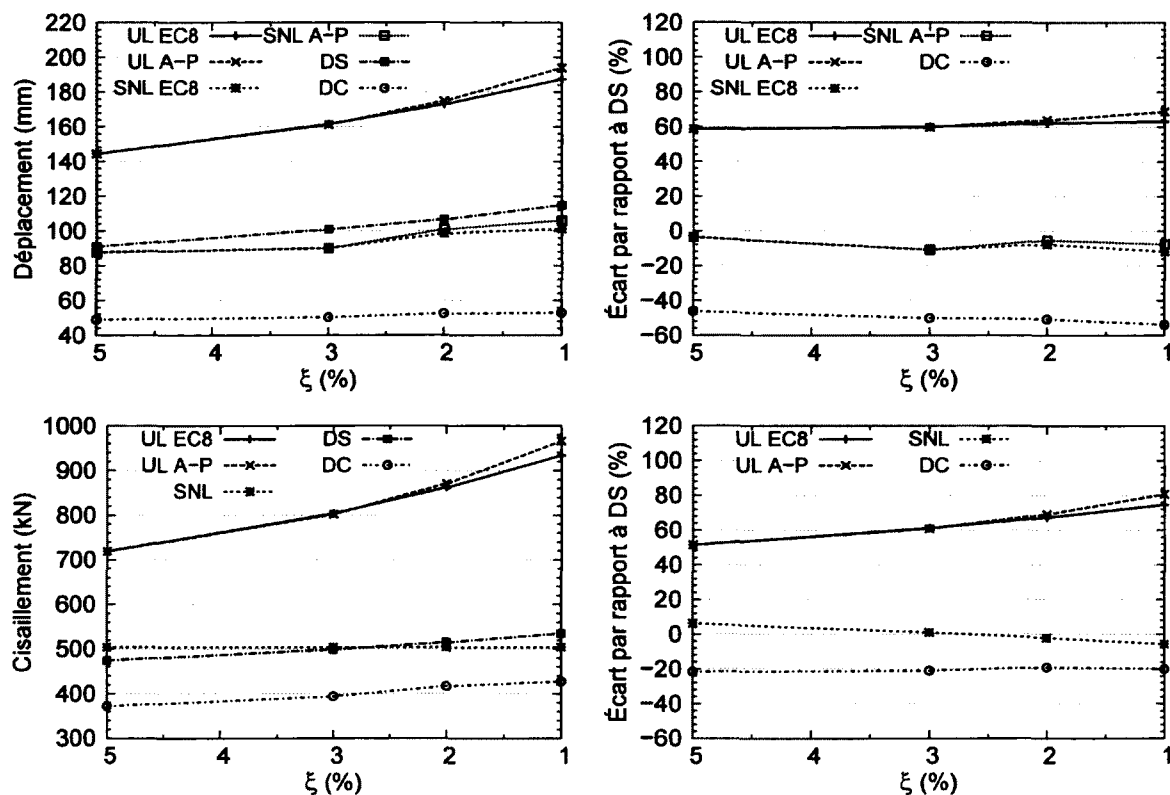 Déplacement (mm)
220
200
180
160
140
120
100
80
60
40
UL EC8
SNL A-P
UL A-P
DS
SNL EC8
DC
5
4
3
2
1
ξ (%)
Écart par rapport à DS (%)
120
100
80
60
40
20
0
−20
−40
−60
UL EC8
SNL A-P
UL A-P
DC
SNL EC8
5
4
3
2
1
ξ (%)
Cisaillement (kN)
1000
900
800
700
600
500
400
300
UL EC8
DS
UL A-P
DC
SNL
5
4
3
2
1
ξ (%)
Écart par rapport à DS (%)
120
100
80
60
40
20
0
−20
−40
−60
UL EC8
SNL
UL A-P
DC
5
4
3
2
1
ξ (%)